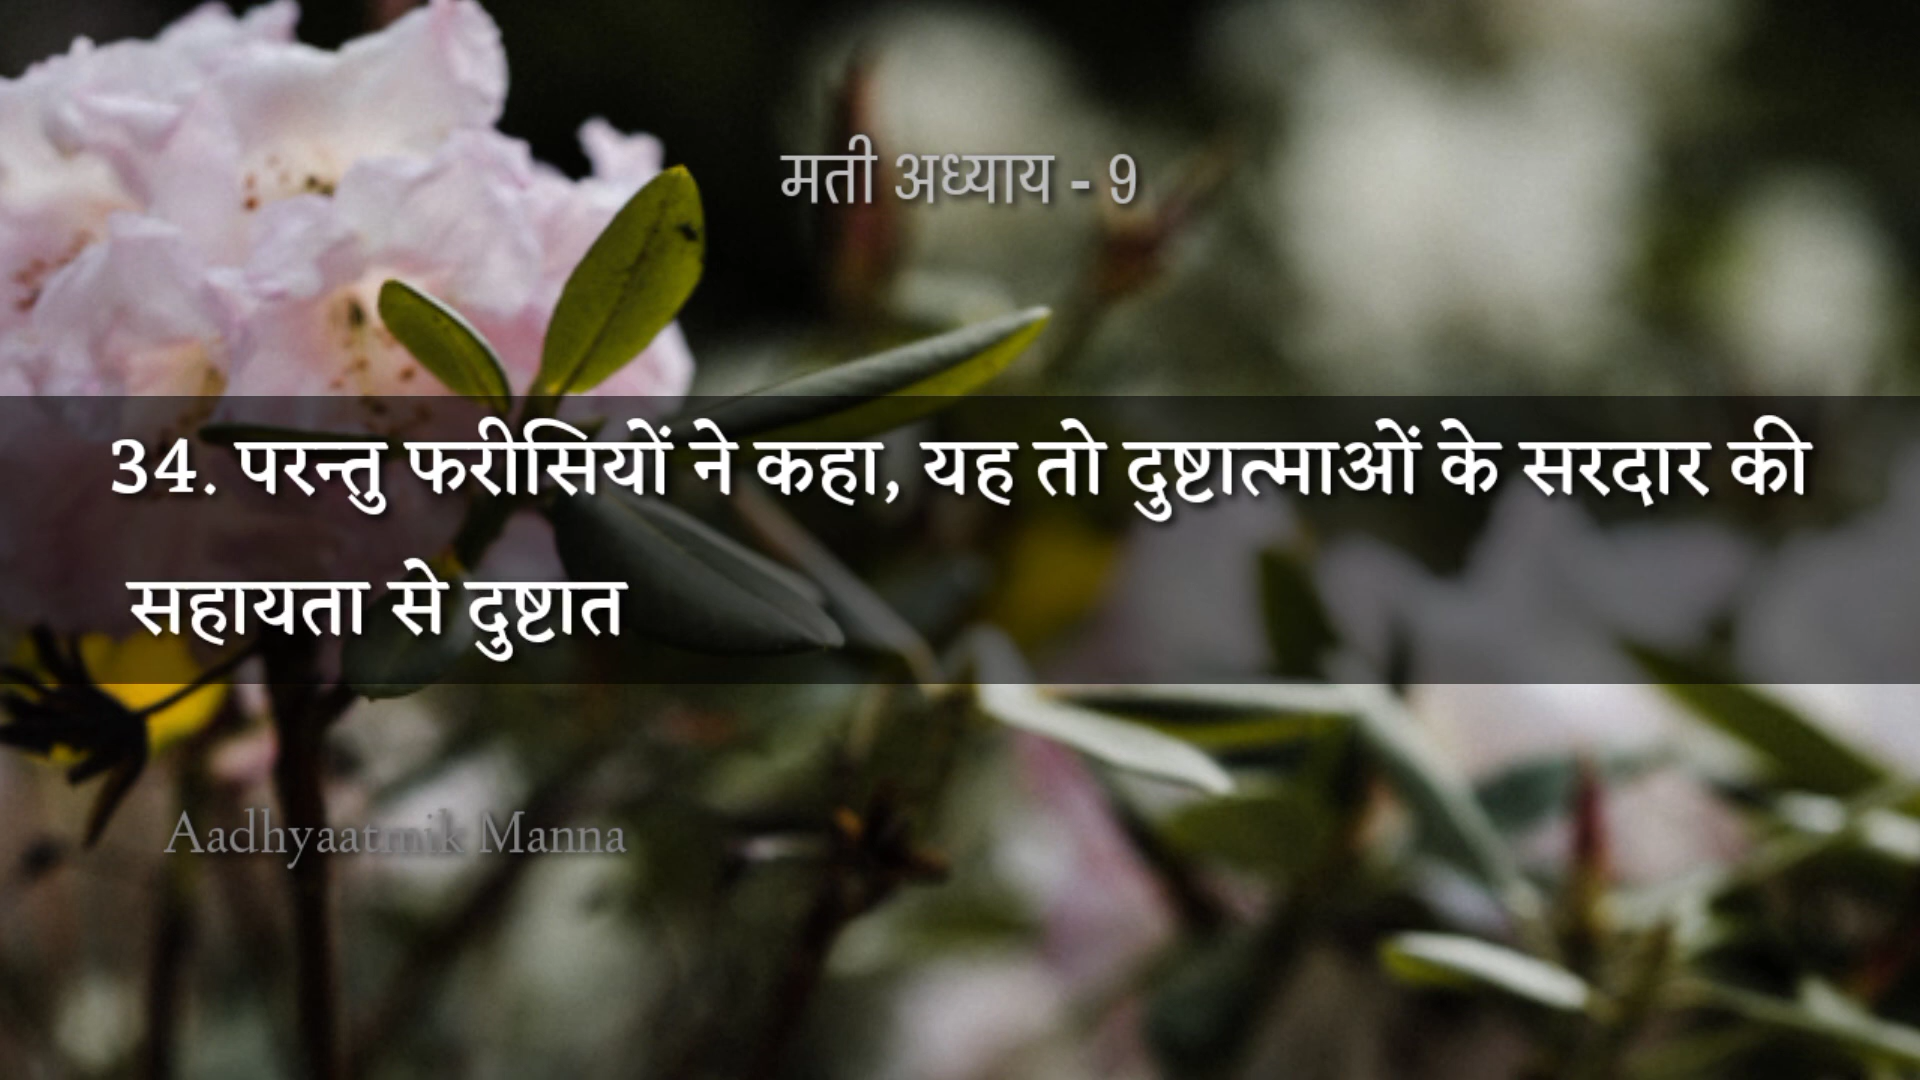 मती अध्याय - 9
34. परन्तु फरीसियों ने कहा, यह तो दुष्टात्माओं के सरदार की
सहायता से दुष्टात
Aadhyaatmik Manna